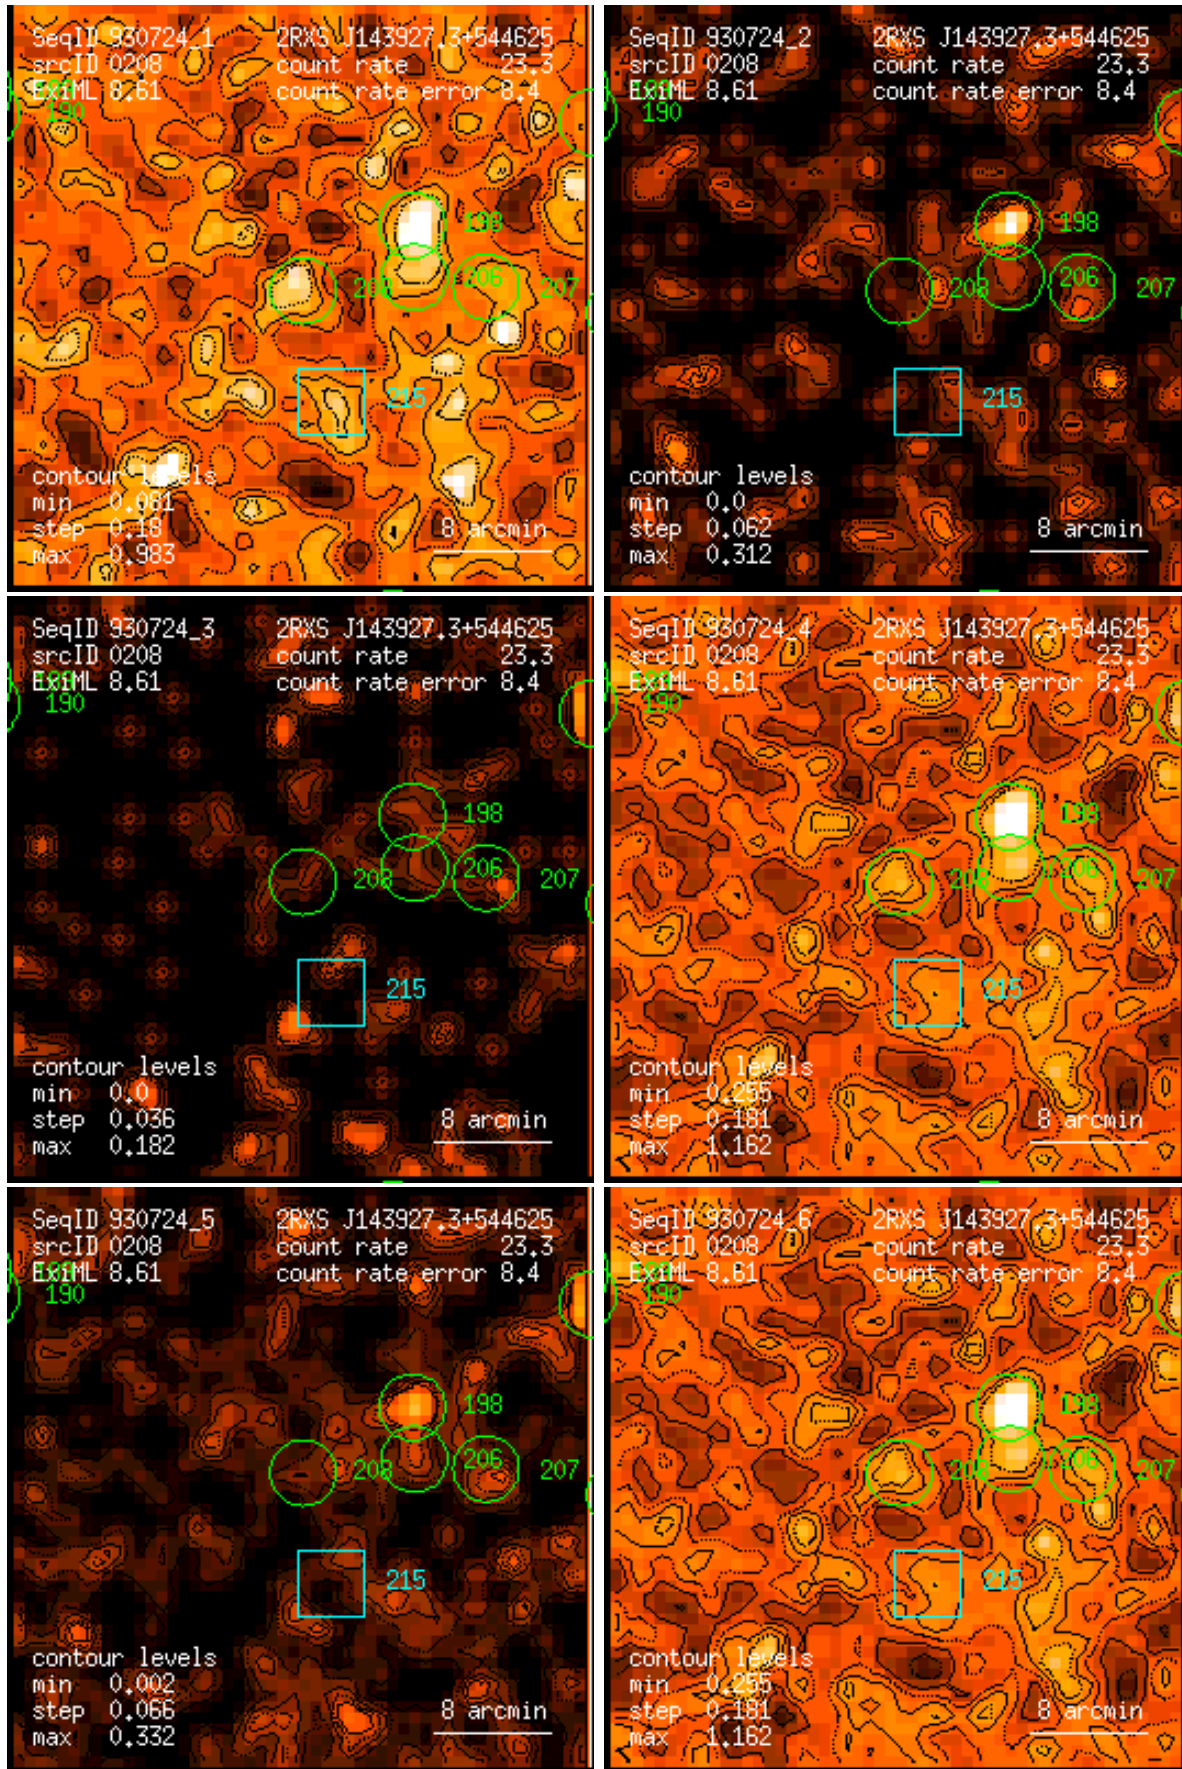 SeqID 930724_1 2RXS J143927.3+544625
srcID 0208 count rate 23.3
ExiML 8.61 count rate error 8.4
190
198
206
208 207
215
contour levels
min 0.081
step 0.18
max 0.983
8 arcmin
SeqID 930724_2 2RXS J143927.3+544625
srcID 0208 count rate 23.3
ExiML 8.61 count rate error 8.4
190
198
206
208 207
215
contour levels
min 0.0
step 0.062
max 0.312
8 arcmin
SeqID 930724_3 2RXS J143927.3+544625
srcID 0208 count rate 23.3
ExiML 8.61 count rate error 8.4
190
198
206
208 207
215
contour levels
min 0.0
step 0.036
max 0.182
8 arcmin
SeqID 930724_4 2RXS J143927.3+544625
srcID 0208 count rate 23.3
ExiML 8.61 count rate error 8.4
190
198
206
208 207
215
contour levels
min 0.255
step 0.181
max 1.162
8 arcmin
SeqID 930724_5 2RXS J143927.3+544625
srcID 0208 count rate 23.3
ExiML 8.61 count rate error 8.4
190
198
206
208 207
215
contour levels
min 0.002
step 0.066
max 0.332
8 arcmin
SeqID 930724_6 2RXS J143927.3+544625
srcID 0208 count rate 23.3
ExiML 8.61 count rate error 8.4
190
198
206
208 207
215
contour levels
min 0.255
step 0.181
max 1.162
8 arcmin